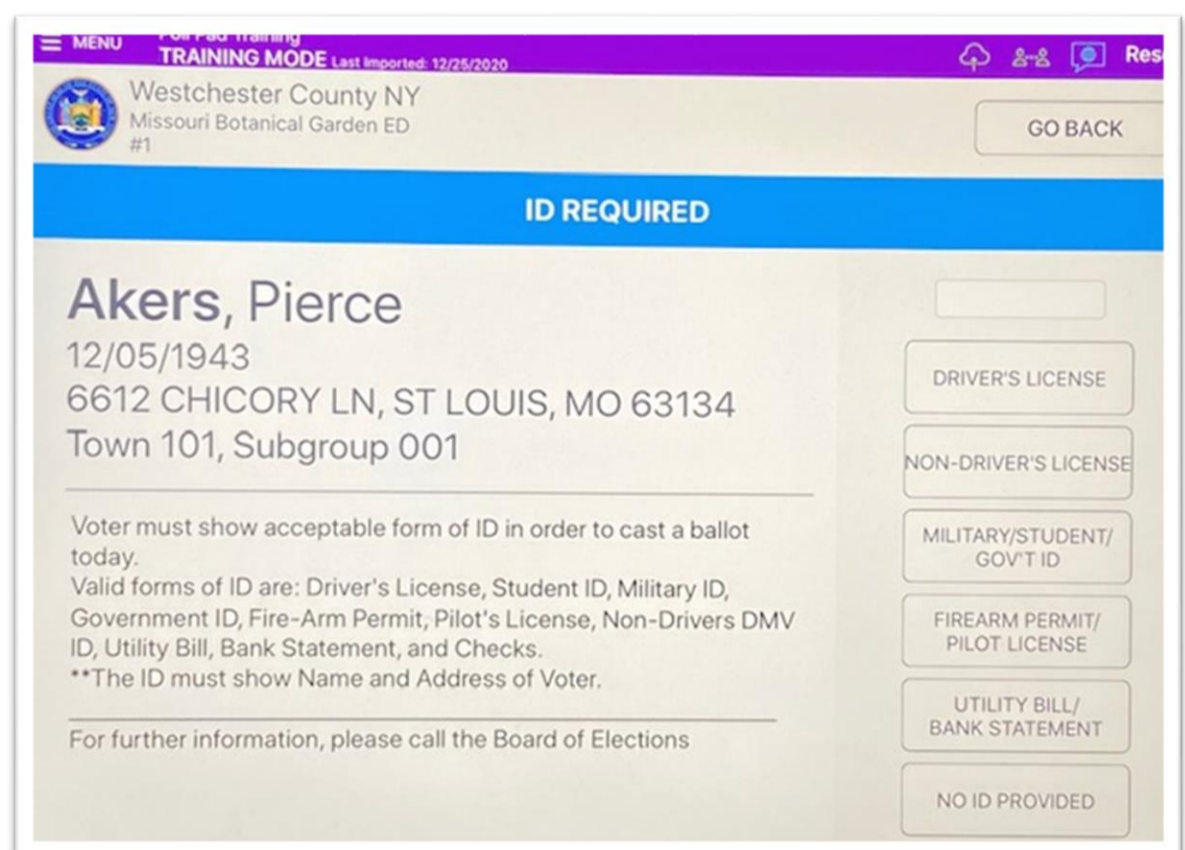 MENU
Poll Pad Training
TRAINING MODE Last Imported: 12/25/2020
Westchester County NY
Missouri Botanical Garden ED
#1
GO BACK
ID REQUIRED
Akers, Pierce
12/05/1943
6612 CHICORY LN, ST LOUIS, MO 63134
Town 101, Subgroup 001
Voter must show acceptable form of ID in order to cast a ballot
today.
Valid forms of ID are: Driver's License, Student ID, Military ID,
Government ID, Fire-Arm Permit, Pilot's License, Non-Drivers DMV
ID, Utility Bill, Bank Statement, and Checks.
**The ID must show Name and Address of Voter.
For further information, please call the Board of Elections
DRIVER'S LICENSE
NON-DRIVER'S LICENSE
MILITARY/STUDENT/
GOV'T ID
FIREARM PERMIT/
PILOT LICENSE
UTILITY BILL/
BANK STATEMENT
NO ID PROVIDED